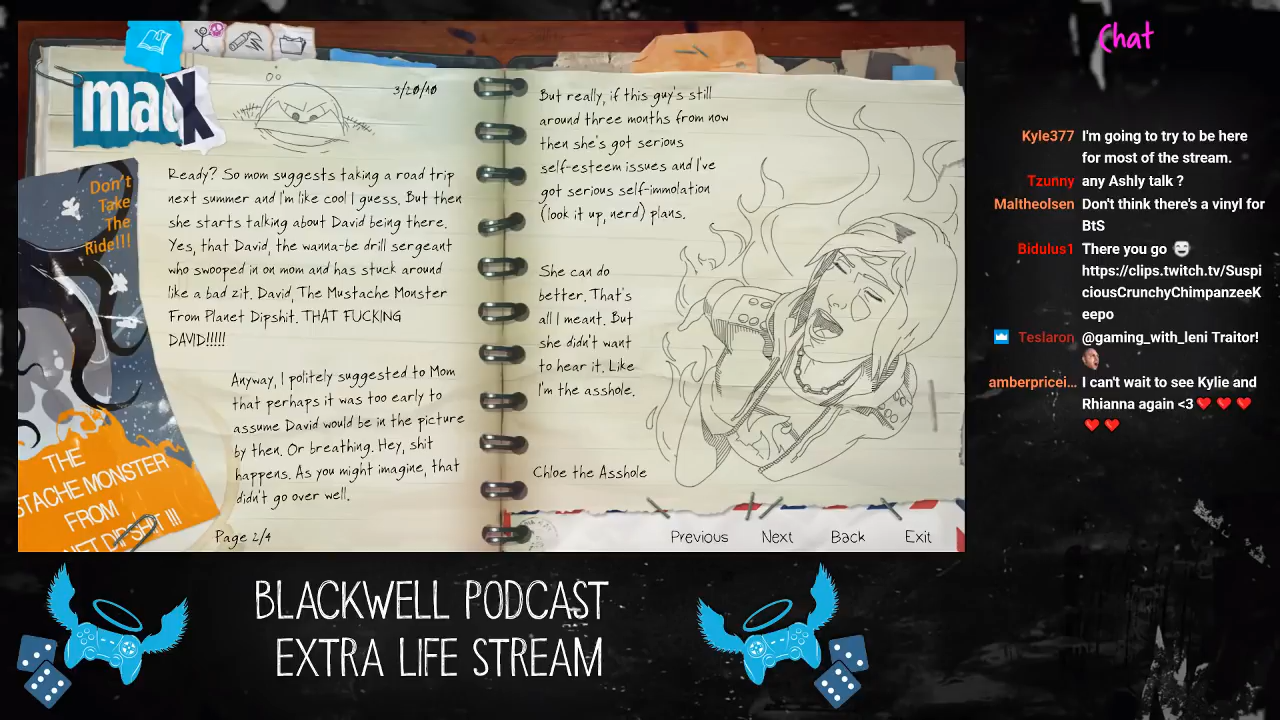 3/20/10
Ready? So mom suggests taking a road trip
next summer and I'm like cool I guess. But then
she starts talking about David being there.
Yes, that David, the wanna-be drill sergeant
who swooped in on mom and has stuck around
like a bad zit. David, The Mustache Monster
From Planet Dipshit. THAT FUCKING
DAVID!!!!!
Anyway, I politely suggested to Mom
that perhaps it was too early to
assume David would be in the picture
by then. Or breathing. Hey, shit
happens. As you might imagine, that
didn't go over well.
Page 2/4
Don't
Take
The
Ride!!!
THE
STACHE MONSTER
FROM
NET DIPSHIT !!!
But really, if this guy's still
around three months from now
then she's got serious
self-esteem issues and I've
got serious self-immolation
(look it up, nerd) plans.
She can do
better. That's
all I meant. But
she didn't want
to hear it. Like
I'm the asshole.
Chloe the Asshole
Previous Next Back Exit
Chat
Kyle377 I'm going to try to be here
for most of the stream.
Tzunny any Ashly talk ?
Maltheolsen Don't think there's a vinyl for
BtS
Bidulus1 There you go
https://clips.twitch.tv/Suspi
ciousCrunchyChimpanzeeK
eepo
Teslaron @gaming_with_leni Traitor!
amberpricei... I can't wait to see Kylie and
Rhianna again <3
BLACKWELL PODCAST
EXTRA LIFE STREAM